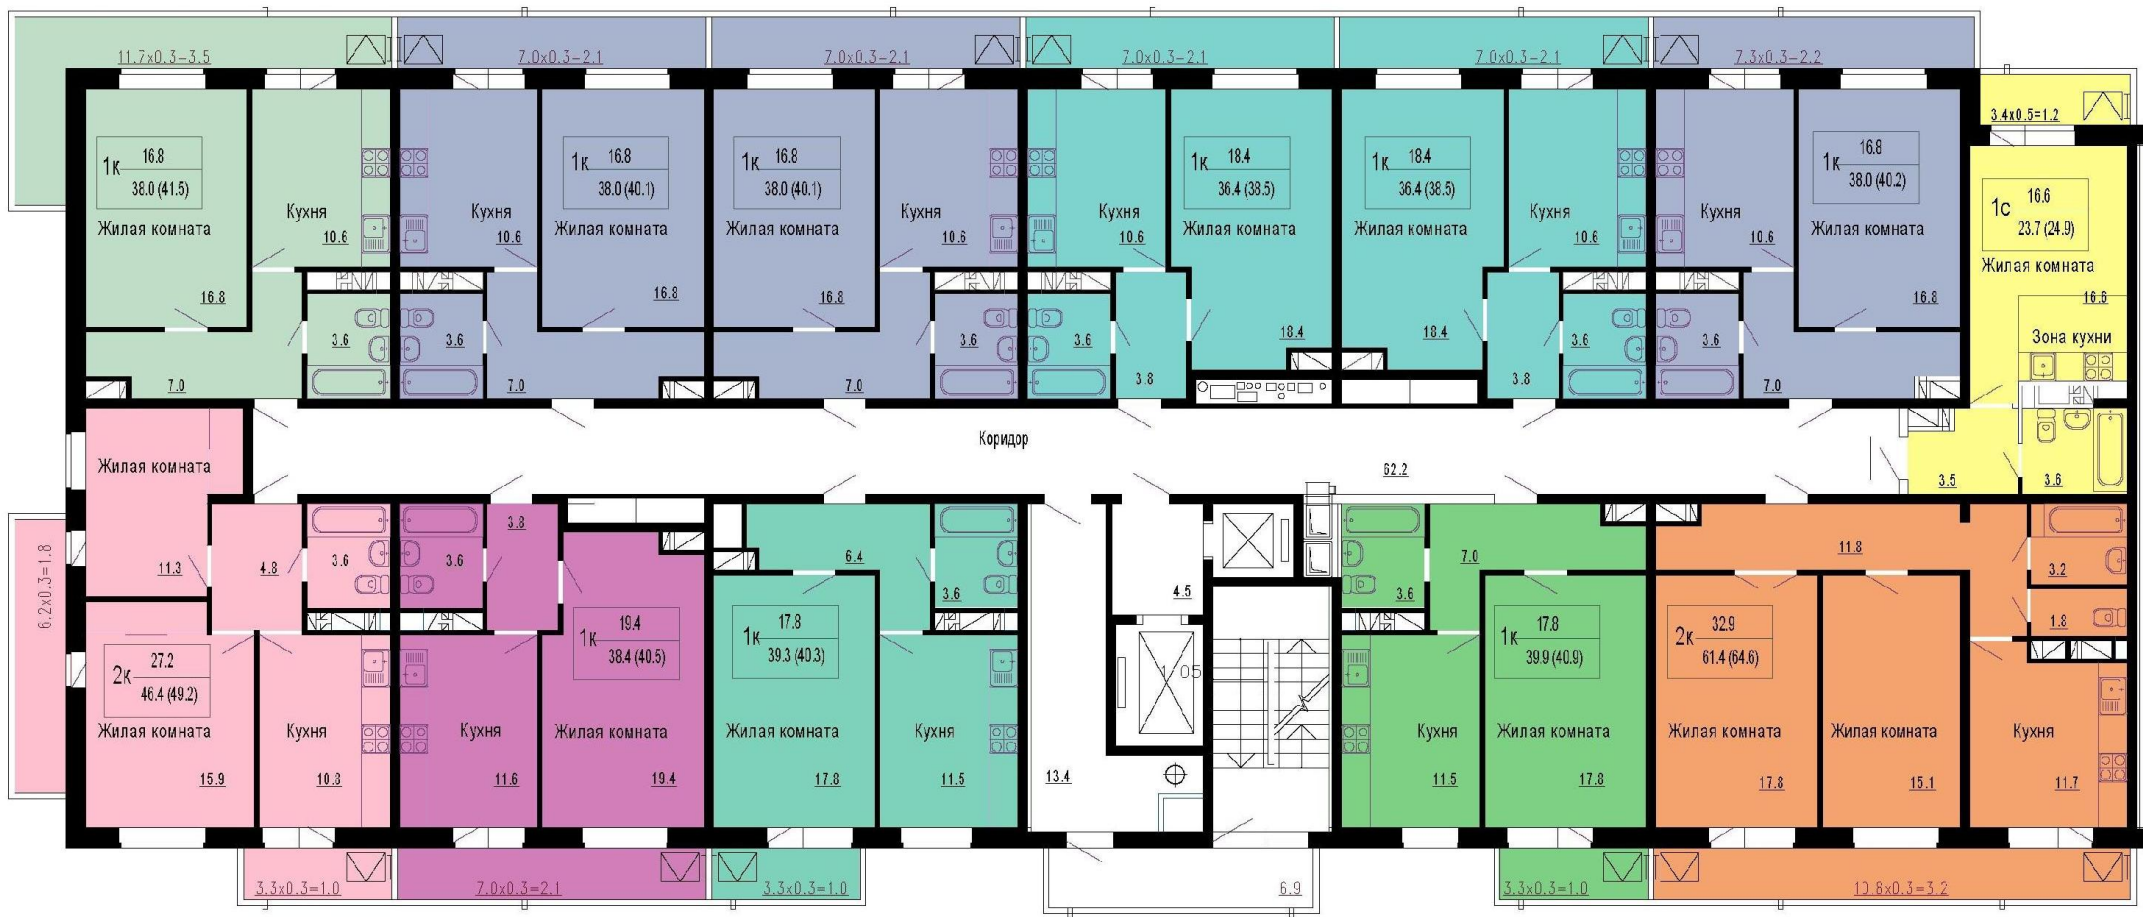 11.7x0.3-3.5
7.0x0.3-2.1
7.0x0.3-2.1
7.0x0.3-2.1
7.0x0.3-2.1
7.3x0.3-2.2
3.4x0.5=1.2
1к
16.8
38.0 (41.5)
Жилая комната
16.8
Кухня
10.6
3.6
7.0
Кухня
10.6
1к
16.8
38.0 (40.1)
Жилая комната
16.8
3.6
7.0
1к
16.8
38.0 (40.1)
Жилая комната
16.8
Кухня
10.6
3.6
7.0
Кухня
10.6
1к
18.4
36.4 (38.5)
Жилая комната
18.4
3.6
3.8
1к
18.4
36.4 (38.5)
Жилая комната
18.4
Кухня
10.6
3.6
3.8
Кухня
10.6
1к
16.8
38.0 (40.2)
Жилая комната
16.8
3.6
7.0
1с
16.6
23.7 (24.9)
Жилая комната
16.6
Зона кухни
3.5
3.6
Коридор
62.2
Жилая комната
11.3
4.8
3.6
6.2x0.3=1.8
2к
27.2
46.4 (49.2)
Жилая комната
15.9
Кухня
10.8
3.3x0.3=1.0
3.6
3.8
Кухня
11.6
1к
19.4
38.4 (40.5)
Жилая комната
19.4
7.0x0.3=2.1
6.4
3.6
1к
17.8
39.3 (40.3)
Жилая комната
17.8
Кухня
11.5
3.3x0.3=1.0
4.5
13.4
6.9
3.6
7.0
Кухня
11.5
1к
17.8
39.9 (40.9)
Жилая комната
17.8
3.3x0.3=1.0
11.8
3.2
1.8
2к
32.9
61.4 (64.6)
Жилая комната
17.8
Жилая комната
15.1
Кухня
11.7
10.8x0.3=3.2